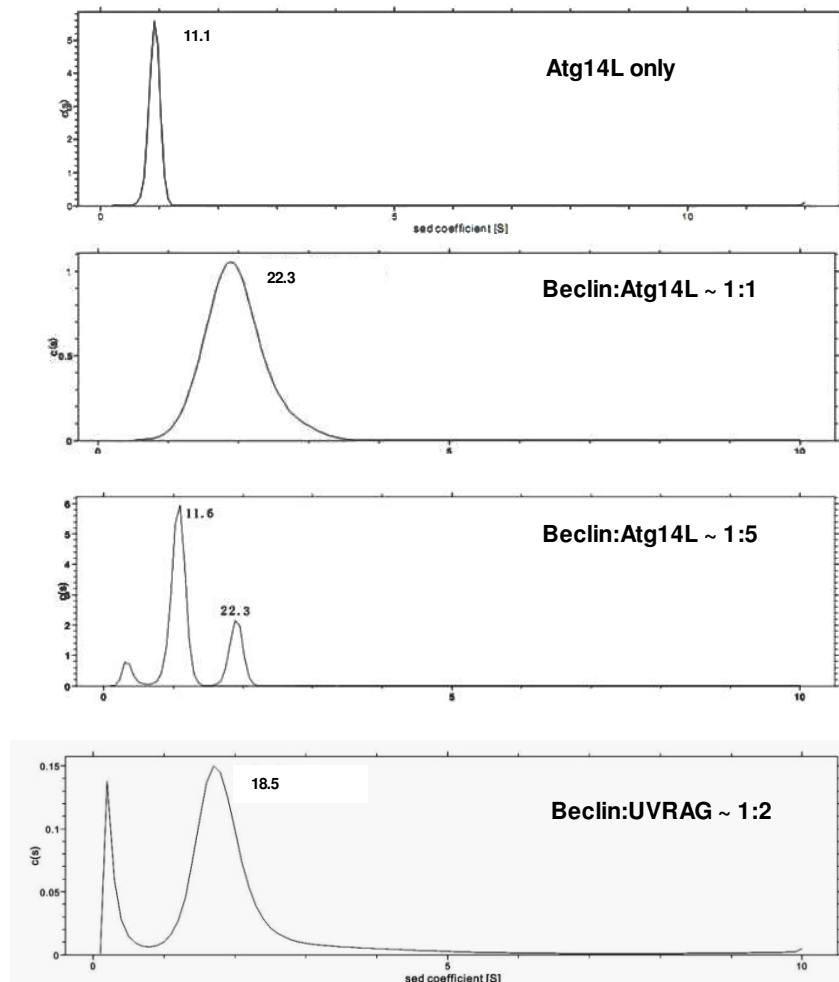 11.1
Atg14L only
5
4
3
2
1
0
c(s)
0 5 10
sed coefficient [S]
22.3
Beclin:Atg14L ~ 1:1
1
0.5
0
c(s)
0 5 10
11.6
22.3
Beclin:Atg14L ~ 1:5
6
5
4
3
2
1
0
c(s)
0 5 10
18.5
Beclin:UVRAG ~ 1:2
0.15
0.1
0.05
0
c(s)
0 5 10
sed coefficient [S]